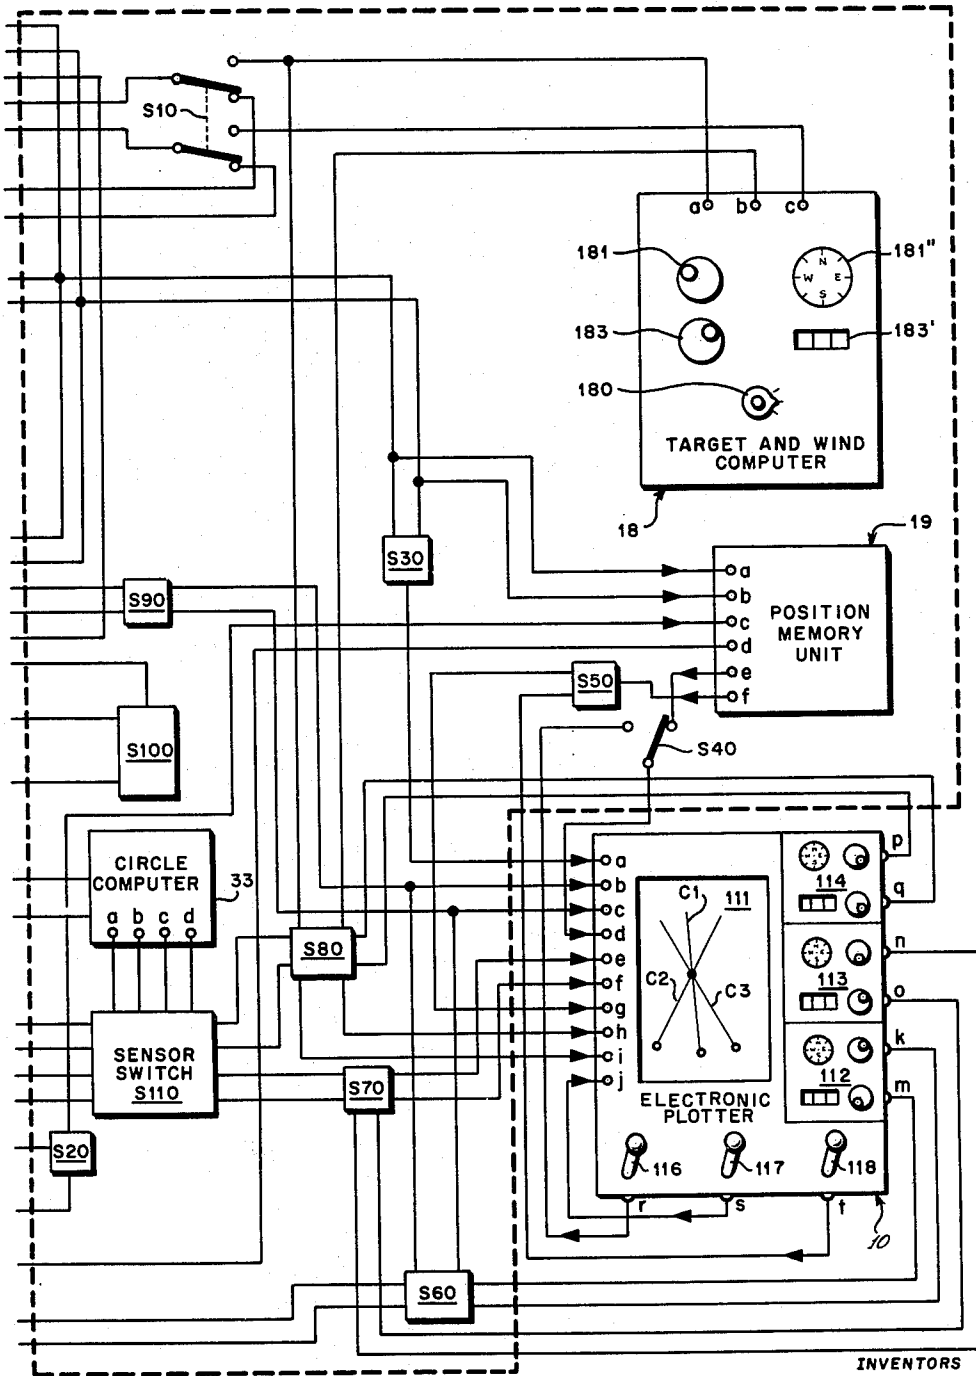 S10
a b c
181
N
W E
S
181"
183
183'
180
TARGET AND WIND
COMPUTER
18
19
S30
a
b
c
d
e
f
POSITION
MEMORY
UNIT
S90
S50
S40
S100
CIRCLE
COMPUTER
33
a b c d
SENSOR
SWITCH
S110
S80
S70
S20
S60
a
b
c
d
e
f
g
h
i
j
C1
111
C2
C3
ELECTRONIC
PLOTTER
114
113
112
p
q
n
o
k
m
116
117
118
r
s
t
10
INVENTORS